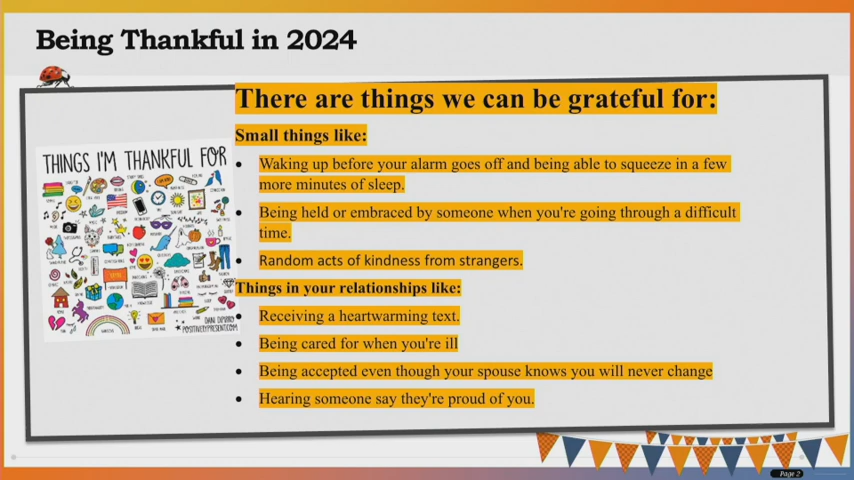 Being Thankful in 2024
There are things we can be grateful for:
Small things like:
• Waking up before your alarm goes off and being able to squeeze in a few
more minutes of sleep.
• Being held or embraced by someone when you're going through a difficult
time.
• Random acts of kindness from strangers.
Things in your relationships like:
• Receiving a heartwarming text.
• Being cared for when you're ill
• Being accepted even though your spouse knows you will never change
• Hearing someone say they're proud of you.
THINGS I'M THANKFUL FOR
POSITIVELYPRESENT.COM
Page 2